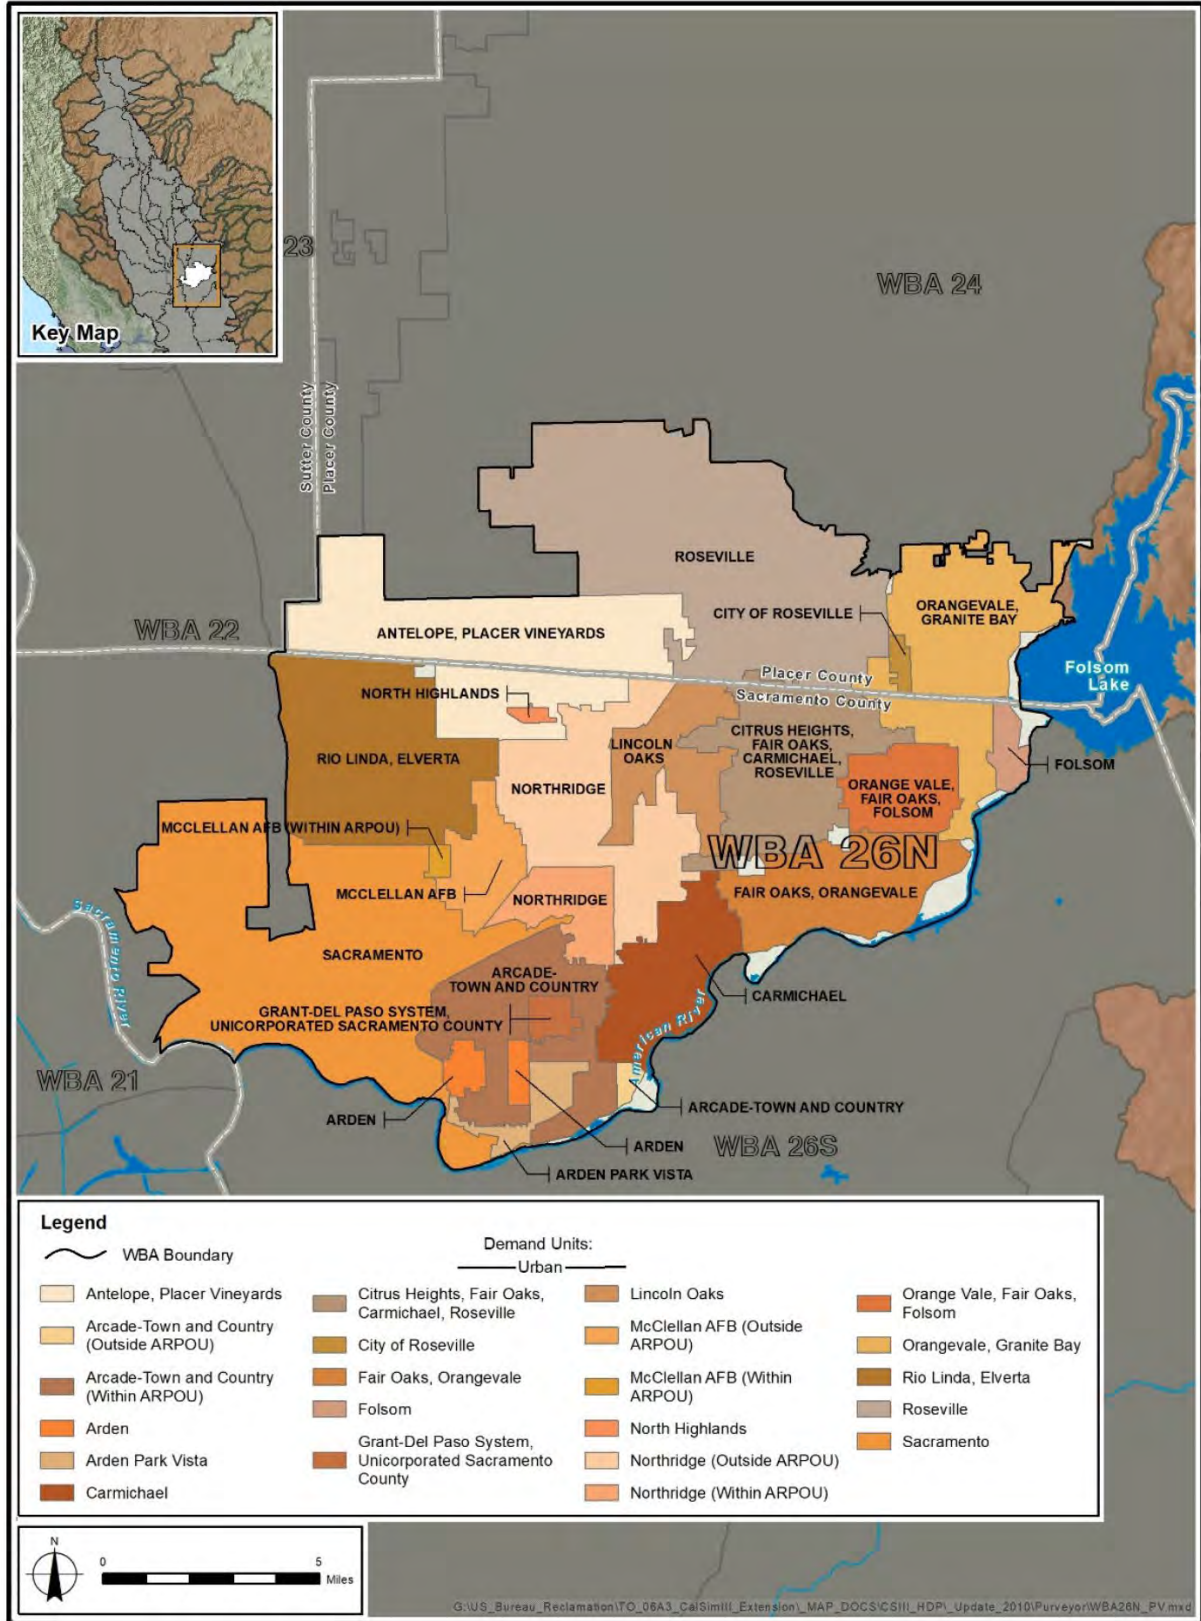 Key Map
23
WBA 24
Sutter County
Placer County
ROSEVILLE
CITY OF ROSEVILLE
ORANGEVALE,
GRANITE BAY
WBA 22
ANTELOPE, PLACER VINEYARDS
Placer County
Sacramento County
Folsom
Lake
NORTH HIGHLANDS
RIO LINDA, ELVERTA
LINCOLN
OAKS
CITRUS HEIGHTS,
FAIR OAKS,
CARMICHAEL,
ROSEVILLE
FOLSOM
NORTHRIDGE
ORANGE VALE,
FAIR OAKS,
FOLSOM
MCCLELLAN AFB (WITHIN ARPOU)
WBA 26N
MCCLELLAN AFB
NORTHRIDGE
FAIR OAKS, ORANGEVALE
Sacramento River
SACRAMENTO
ARCADE-
TOWN AND COUNTRY
CARMICHAEL
GRANT-DEL PASO SYSTEM,
UNICORPORATED SACRAMENTO COUNTY
American River
WBA 21
ARCADE-TOWN AND COUNTRY
ARDEN
ARDEN
WBA 26S
ARDEN PARK VISTA
Legend
WBA Boundary
Demand Units:
Urban
Antelope, Placer Vineyards
Arcade-Town and Country
(Outside ARPOU)
Arcade-Town and Country
(Within ARPOU)
Arden
Arden Park Vista
Carmichael
Citrus Heights, Fair Oaks,
Carmichael, Roseville
City of Roseville
Fair Oaks, Orangevale
Folsom
Grant-Del Paso System,
Unicorporated Sacramento
County
Lincoln Oaks
McClellan AFB (Outside
ARPOU)
McClellan AFB (Within
ARPOU)
North Highlands
Northridge (Outside ARPOU)
Northridge (Within ARPOU)
Orange Vale, Fair Oaks,
Folsom
Orangevale, Granite Bay
Rio Linda, Elverta
Roseville
Sacramento
N
0 5
Miles
G:\US_Bureau_Reclamation\TO_06A3_CalSimIII_Extension\_MAP_DOCS\CSIII_HDP\_Update_2010\Purveyor\WBA26N_PV.mxd